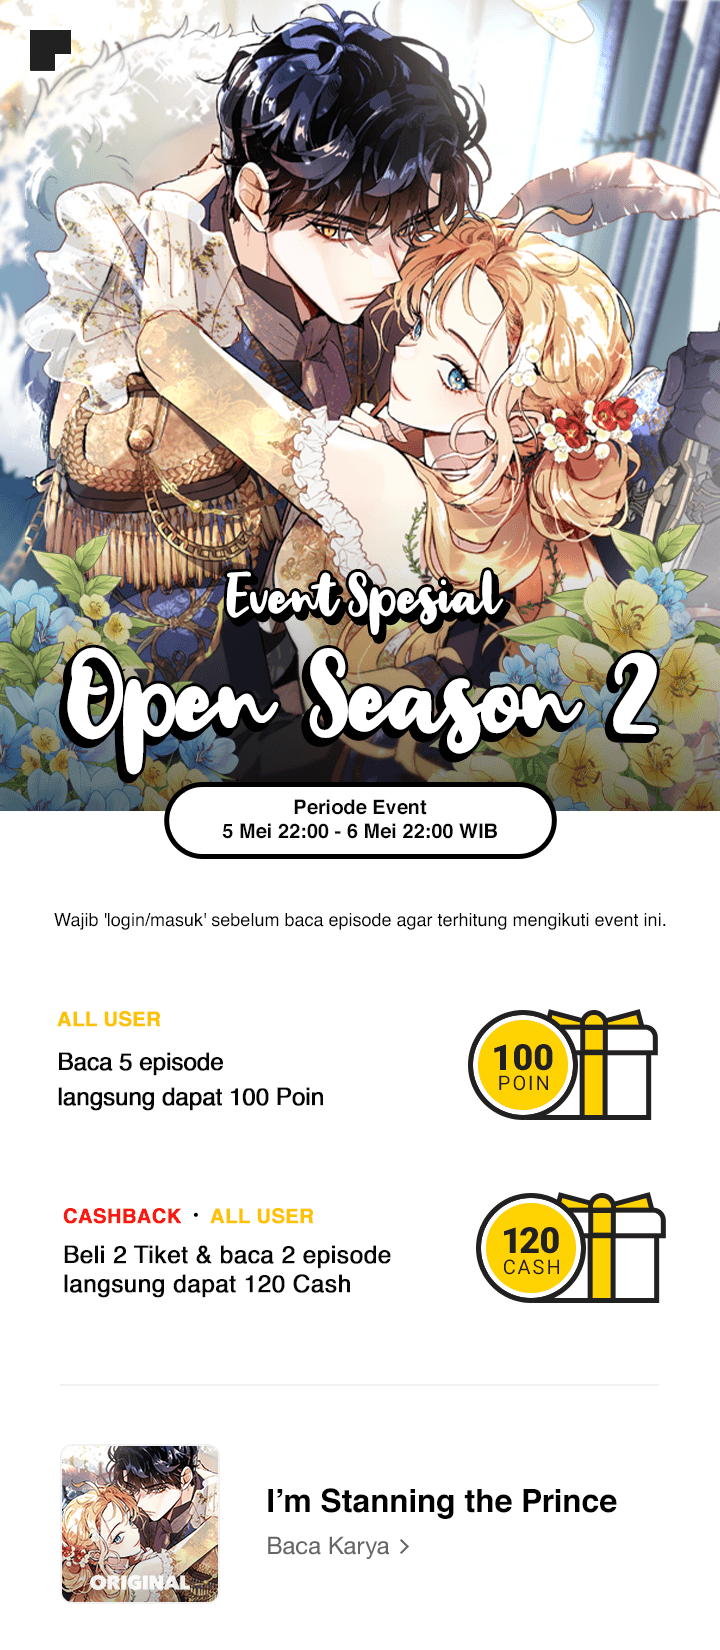 Event Spesial
Open Season 2
Periode Event
5 Mei 22:00 - 6 Mei 22:00 WIB
Wajib 'login/masuk' sebelum baca episode agar terhitung mengikuti event ini.
ALL USER
Baca 5 episode
langsung dapat 100 Poin
100
POIN
CASHBACK · ALL USER
Beli 2 Tiket & baca 2 episode
langsung dapat 120 Cash
120
CASH
ORIGINAL
I’m Stanning the Prince
Baca Karya >